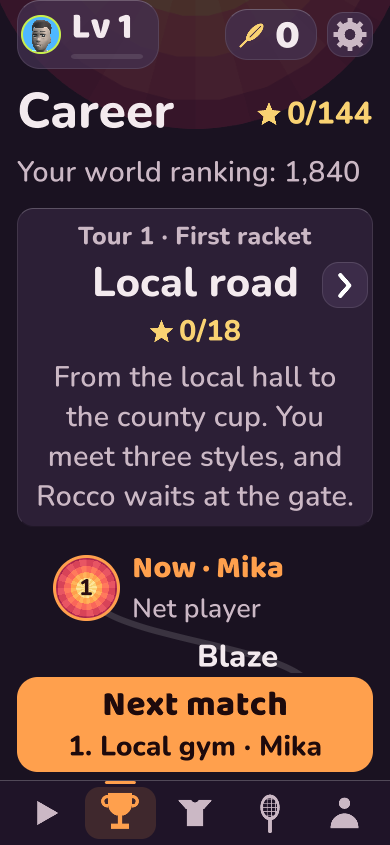 Lv 1
0
Career
0/144
Your world ranking: 1,840
Tour 1 · First racket
Local road
0/18
From the local hall to
the county cup. You
meet three styles, and
Rocco waits at the gate.
1
Now · Mika
Net player
Blaze
Next match
1. Local gym · Mika